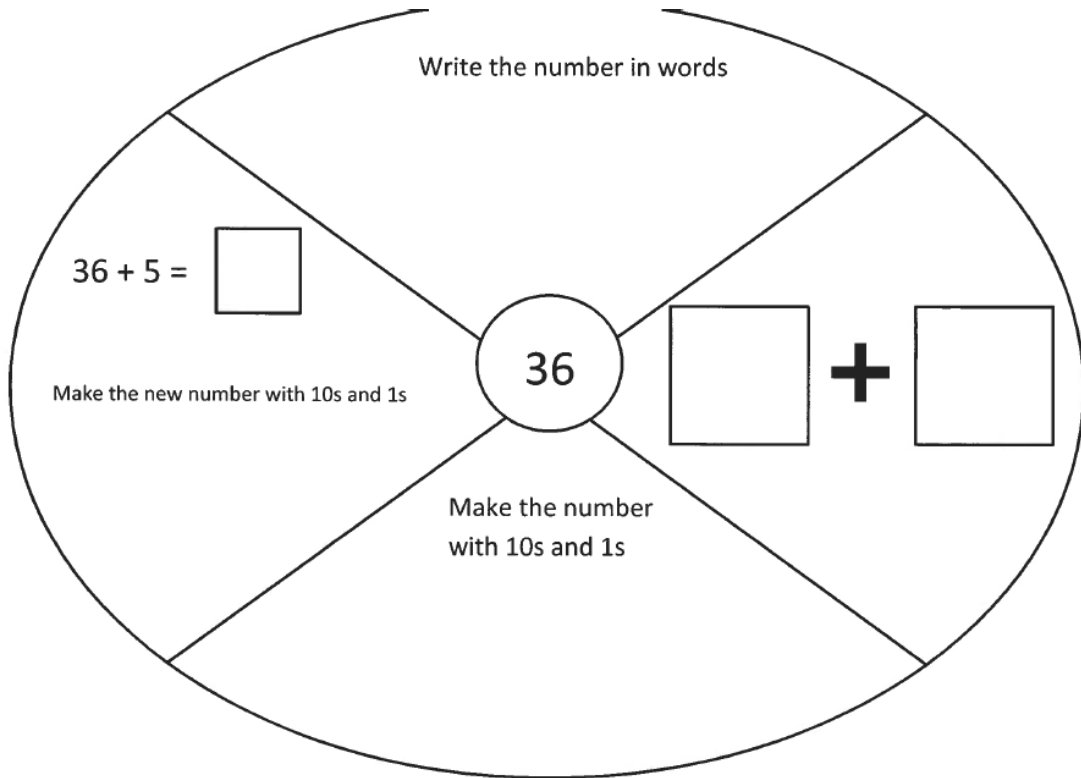 Write the number in words
36 + 5 =
Make the new number with 10s and 1s
36
+
Make the number
with 10s and 1s